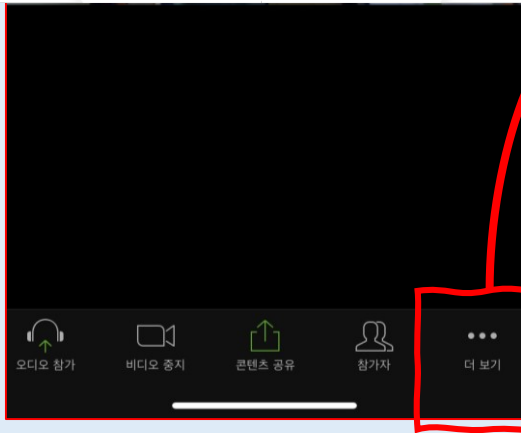 오디오 참가
비디오 중지
콘텐츠 공유
참가자
더 보기